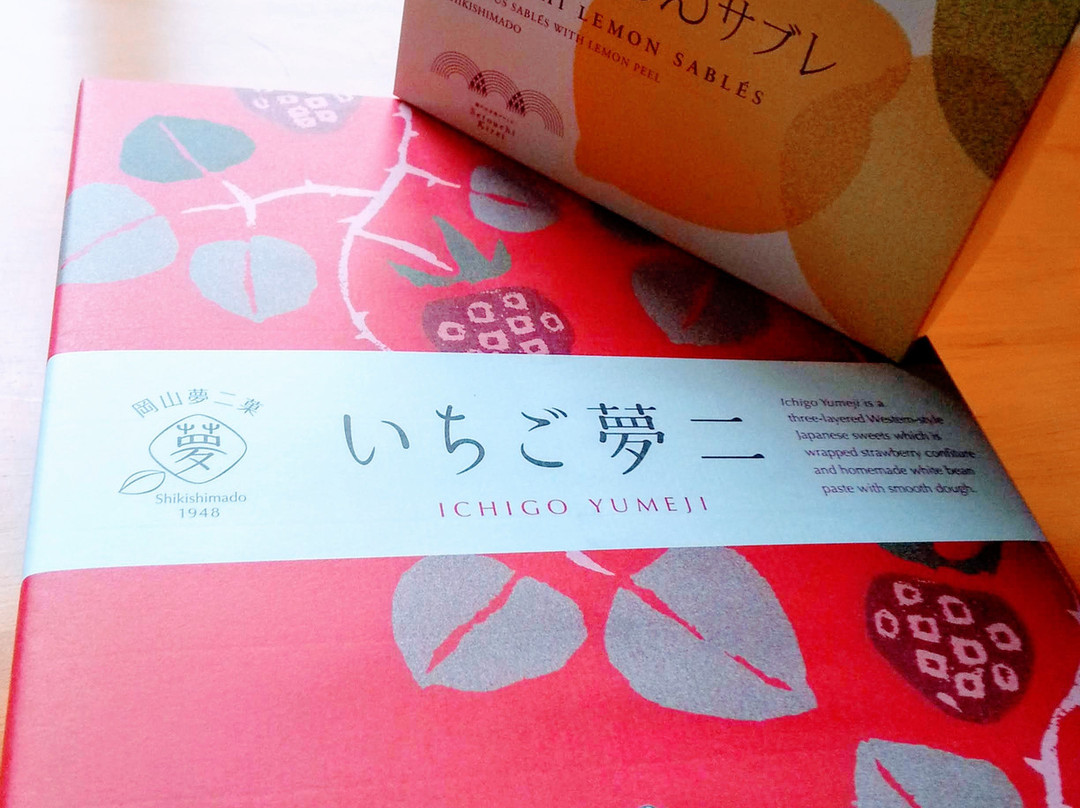 んサブレ
LEMON SABLÉS
SABLÉS WITH LEMON PEEL
SHIKISHIMADO
Setouchi
Kirei
岡山夢二菓
夢
Shikishimado
1948
いちご夢二
ICHIGO YUMEJI
Ichigo Yumeji is a
three-layered Western-style
Japanese sweets which is
wrapped strawberry confiture
and homemade white bean
paste with smooth dough.